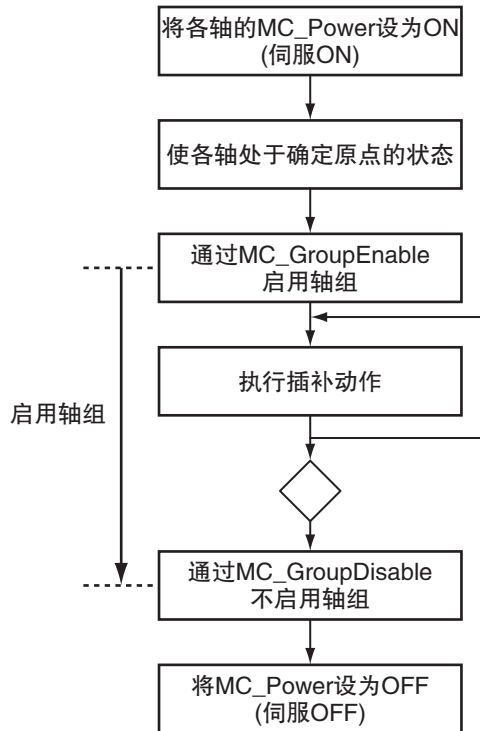 将各轴的MC_Power设为ON
(伺服ON)
使各轴处于确定原点的状态
通过MC_GroupEnable
启用轴组
执行插补动作
启用轴组
通过MC_GroupDisable
不启用轴组
将MC_Power设为OFF
(伺服OFF)